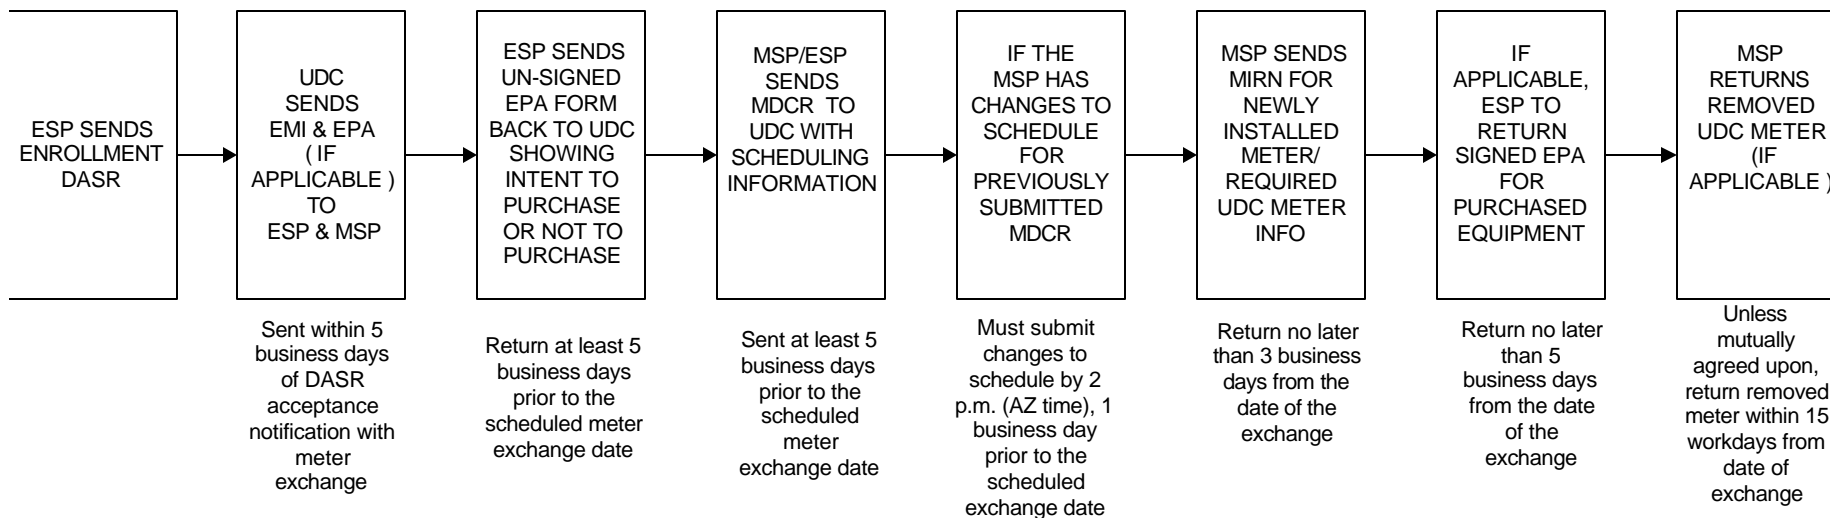 ESP SENDS
ENROLLMENT
DASR
UDC
SENDS
EMI & EPA
( IF
APPLICABLE )
TO
ESP & MSP
ESP SENDS
UN-SIGNED
EPA FORM
BACK TO UDC
SHOWING
INTENT TO
PURCHASE
OR NOT TO
PURCHASE
MSP/ESP
SENDS
MDCR TO
UDC WITH
SCHEDULING
INFORMATION
IF THE
MSP HAS
CHANGES TO
SCHEDULE
FOR
PREVIOUSLY
SUBMITTED
MDCR
MSP SENDS
MIRN FOR
NEWLY
INSTALLED
METER/
REQUIRED
UDC METER
INFO
IF
APPLICABLE,
ESP TO
RETURN
SIGNED EPA
FOR
PURCHASED
EQUIPMENT
MSP
RETURNS
REMOVED
UDC METER
(IF
APPLICABLE )
Sent within 5
business days
of DASR
acceptance
notification with
meter
exchange
Return at least 5
business days
prior to the
scheduled meter
exchange date
Sent at least 5
business days
prior to the
scheduled
meter
exchange date
Must submit
changes to
schedule by 2
p.m. (AZ time), 1
business day
prior to the
scheduled
exchange date
Return no later
than 3 business
days from the
date of the
exchange
Return no later
than 5
business days
from the date
of the
exchange
Unless
mutually
agreed upon,
return removed
meter within 15
workdays from
date of
exchange